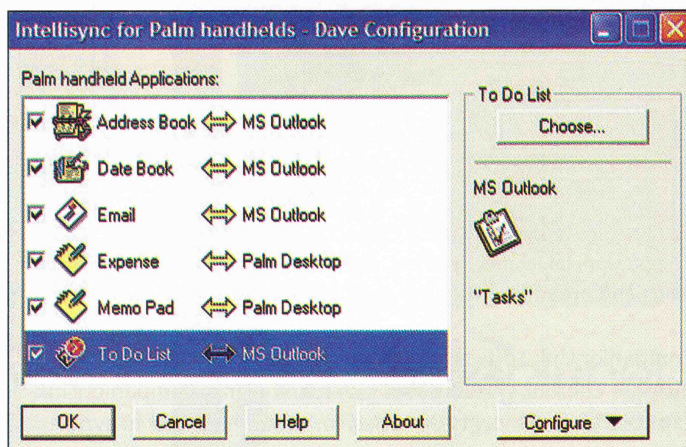 Intellisync for Palm handhelds - Dave Configuration
Palm handheld Applications:
Address Book MS Outlook
Date Book MS Outlook
Email MS Outlook
Expense Palm Desktop
Memo Pad Palm Desktop
To Do List MS Outlook
To Do List
Choose...
MS Outlook
"Tasks"
OK Cancel Help About Configure